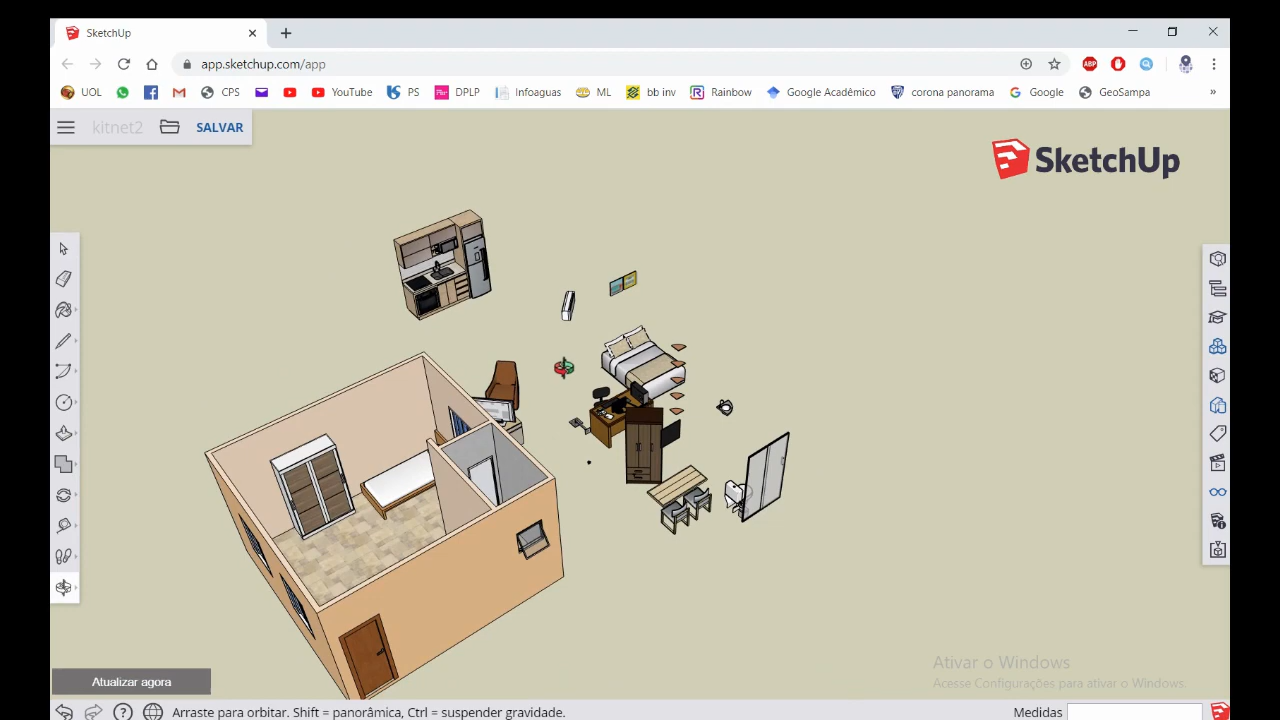 SketchUp
app.sketchup.com/app
ABP
UOL CPS YouTube PS DPLP Infoaguas ML bb inv Rainbow Google Acadêmico corona panorama Google GeoSampa »
kitnet2 SALVAR
SketchUp
Ativar o Windows
Acesse Configurações para ativar o Windows.
Atualizar agora
Arraste para orbitar. Shift = panorâmica, Ctrl = suspender gravidade. Medidas